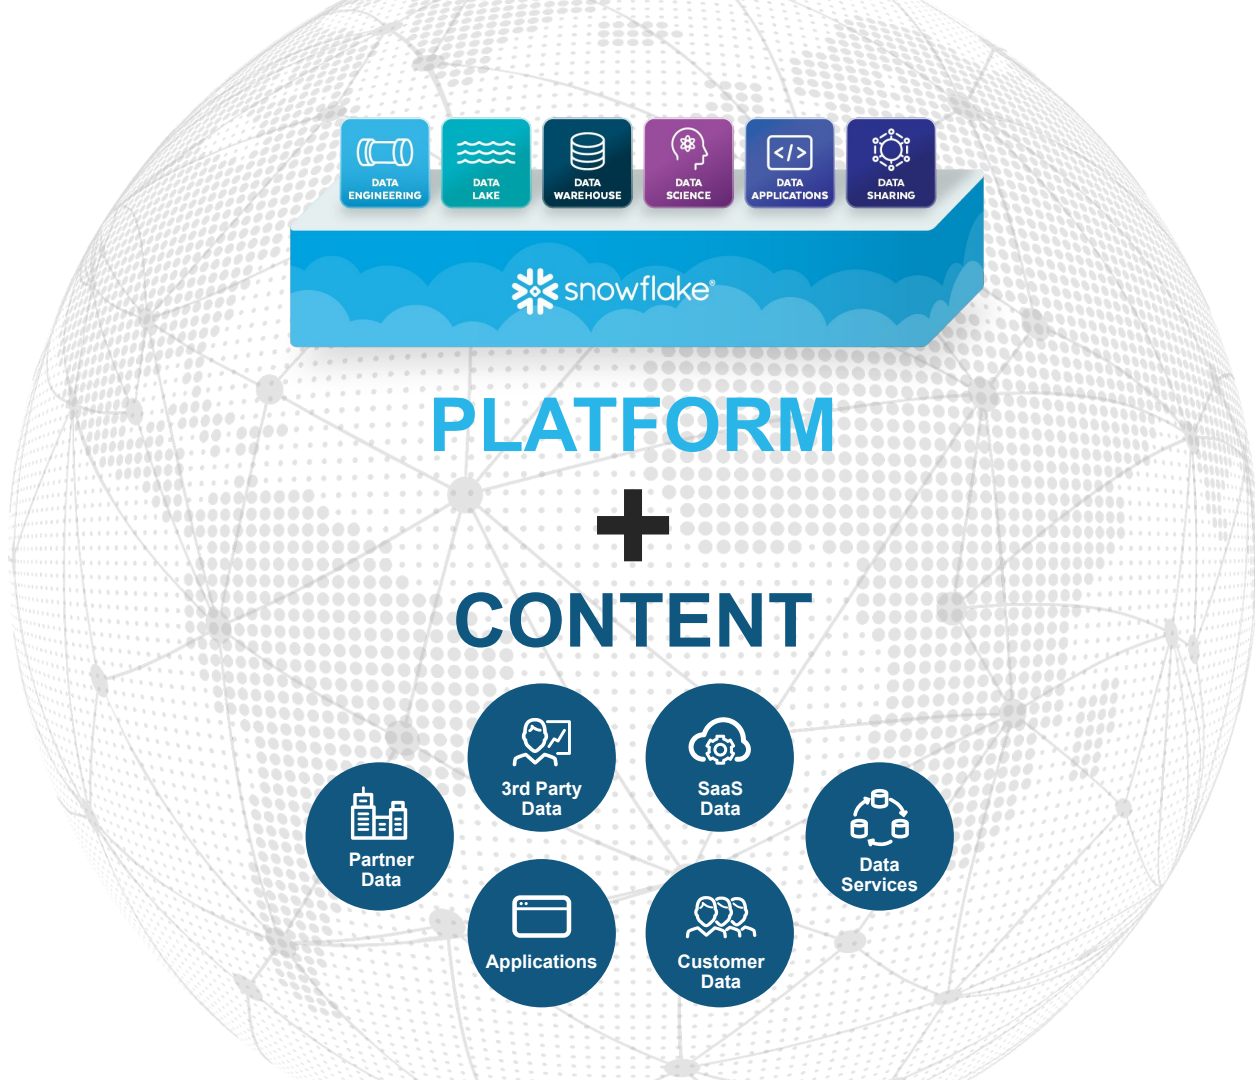 DATA
ENGINEERING
DATA
LAKE
DATA
WAREHOUSE
DATA
SCIENCE
</>
DATA
APPLICATIONS
DATA
SHARING
snowflake®
PLATFORM
+
CONTENT
3rd Party
Data
SaaS
Data
Partner
Data
Data
Services
Applications
Customer
Data